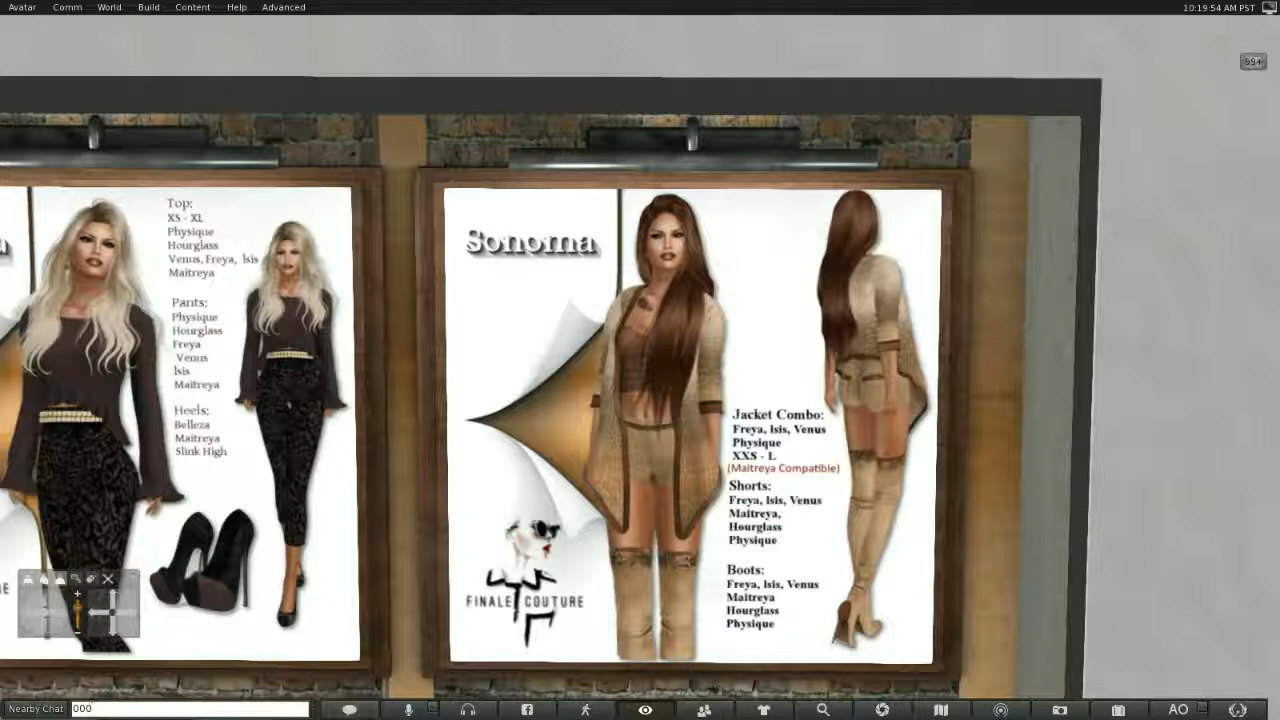 Avatar Comm World Build Content Help Advanced
10:19:54 AM PST
99+
Top:
XS - XL
Physique
Hourglass
Venus, Freya, Isis
Maitreya
Pants:
Physique
Hourglass
Freya
Venus
Isis
Maitreya
Heels:
Belleza
Maitreya
Slink High
Sonoma
Jacket Combo:
Freya, Isis, Venus
Physique
XXS - L
(Maitreya Compatible)
Shorts:
Freya, Isis, Venus
Maitreya,
Hourglass
Physique
Boots:
Freya, Isis, Venus
Maitreya
Hourglass
Physique
FINALE COUTURE
Nearby Chat
000
AO